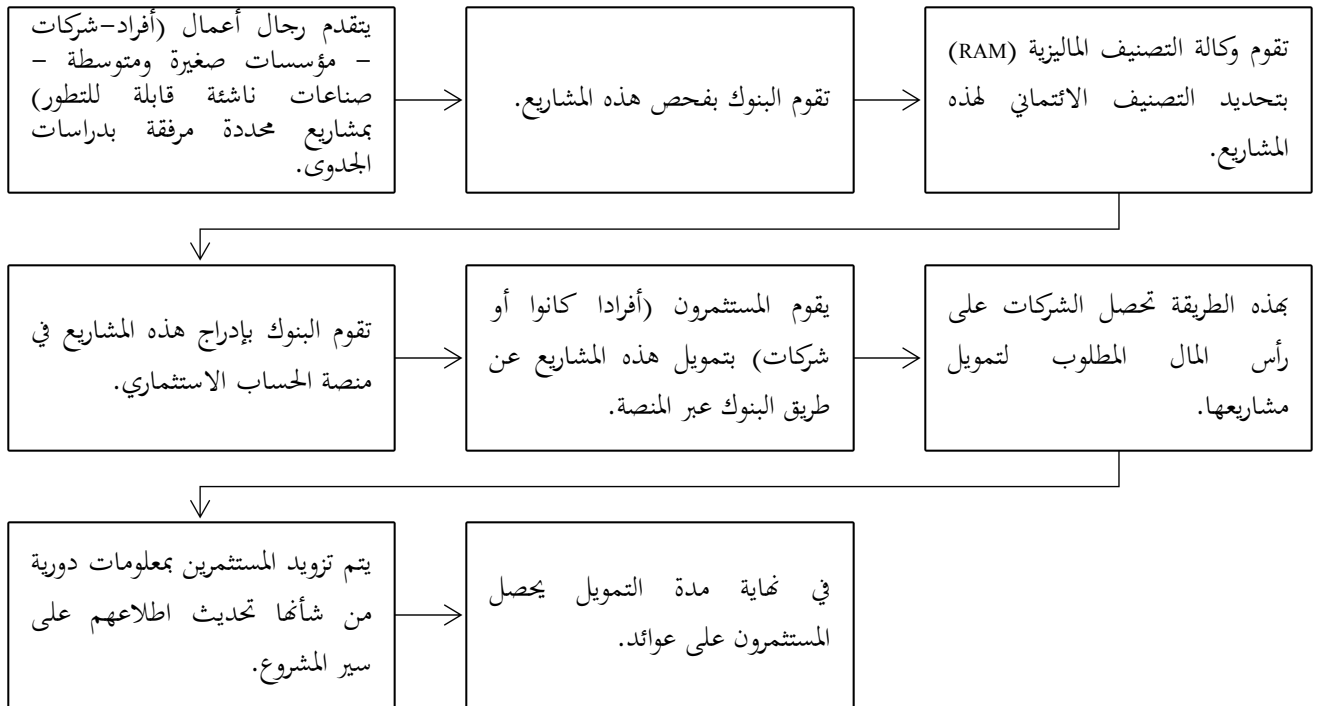 يتقدم رجال أعمال (أفراد-شركات
- مؤسسات صغيرة ومتوسطة -
صناعات ناشئة قابلة للتطور)
بمشاريع محددة مرفقة بدراسات
الجدوى.
تقوم البنوك بفحص هذه المشاريع.
تقوم وكالة التصنيف الماليزية (RAM)
بتحديد التصنيف الائتماني لهذه
المشاريع.
تقوم البنوك بإدراج هذه المشاريع في
منصة الحساب الاستثماري.
يقوم المستثمرون (أفرادا كانوا أو
شركات) بتمويل هذه المشاريع عن
طريق البنوك عبر المنصة.
بهذه الطريقة تحصل الشركات على
رأس المال المطلوب لتمويل
مشاريعها.
يتم تزويد المستثمرين بمعلومات دورية
من شأنها تحديث اطلاعهم على
سير المشروع.
في نهاية مدة التمويل يحصل
المستثمرون على عوائد.